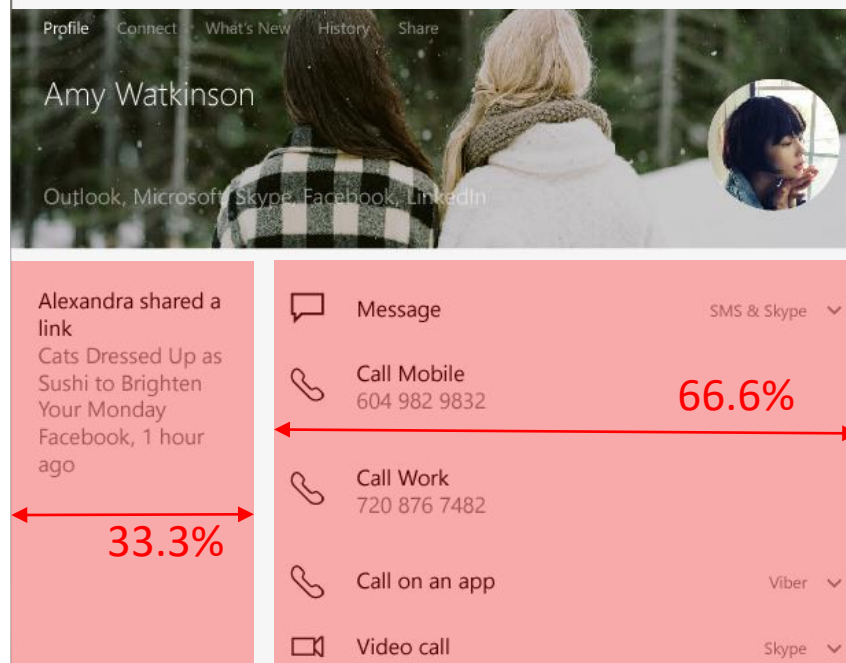 Profile Connect What's New History Share
Amy Watkinson
Outlook, Microsoft, Skype, Facebook, LinkedIn
Alexandra shared a
link
Cats Dressed Up as
Sushi to Brighten
Your Monday
Facebook, 1 hour
ago
33.3%
Message SMS & Skype
Call Mobile
604 982 9832
66.6%
Call Work
720 876 7482
Call on an app Viber
Video call Skype